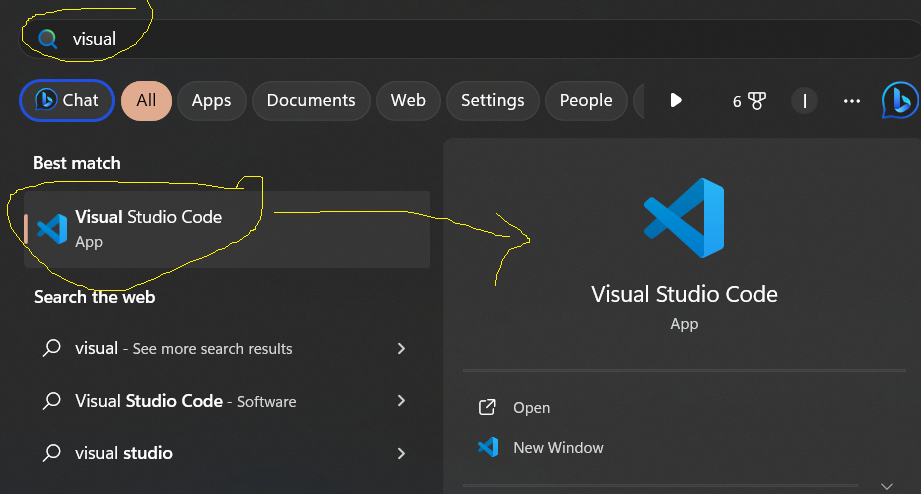 visual
Chat All Apps Documents Web Settings People 6 I ...
Best match
Visual Studio Code
App
Search the web
visual - See more search results
Visual Studio Code - Software
visual studio
Visual Studio Code
App
Open
New Window